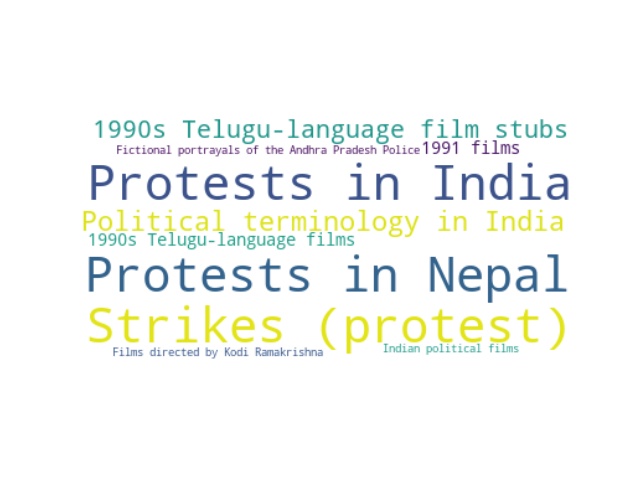 1990s Telugu-language film stubs
Fictional portrayals of the Andhra Pradesh Police 1991 films
Protests in India
Political terminology in India
1990s Telugu-language films
Protests in Nepal
Strikes (protest)
Films directed by Kodi Ramakrishna Indian political films